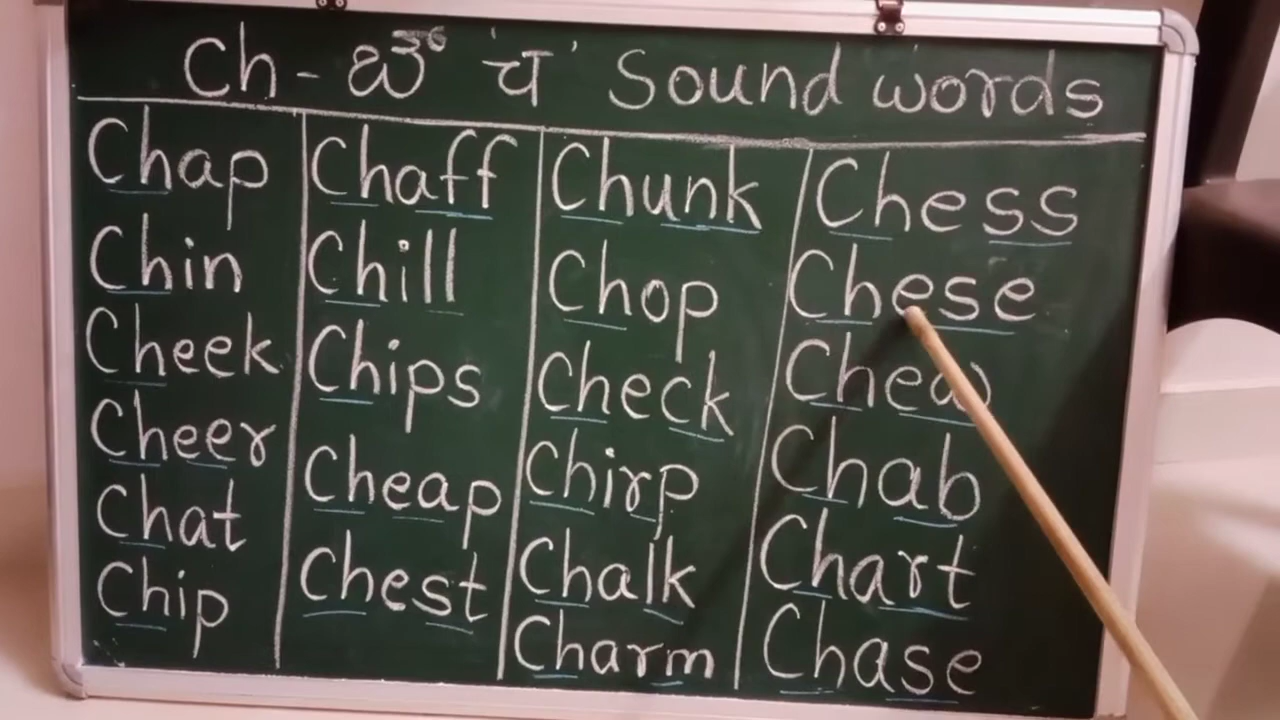 Ch - ಚ್ 'च' Sound words
Chap
Chin
Cheek
Cheer
Chat
Chip
Chaff
Chill
Chips
Cheap
Chest
Chunk
Chop
Check
Chirp
Chalk
Charm
Chess
Chese
Chew
Chab
Chart
Chase